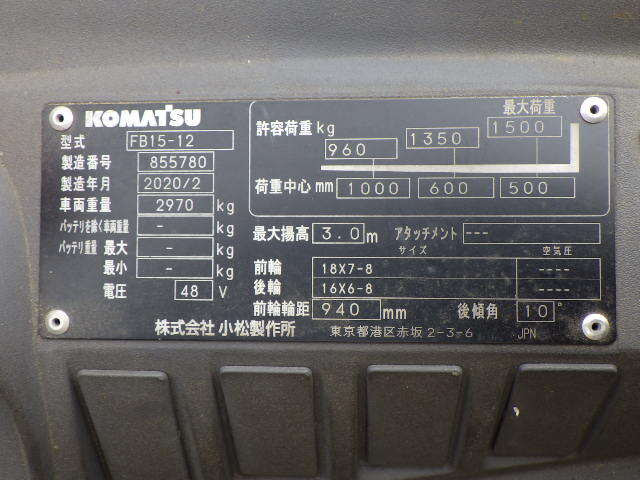 KOMATSU
型式 FB15-12
製造番号 855780
製造年月 2020/2
車両重量 2970 kg
バッテリを除く車両重量 - kg
バッテリ重量 最大 - kg
最小 - kg
電圧 48 V
最大荷重
許容荷重 kg 960 1350 1500
荷重中心 mm 1000 600 500
最大揚高 3.0 m アタッチメント ---
サイズ 空気圧
前輪 18X7-8 ----
後輪 16X6-8 ----
前輪輪距 940 mm 後傾角 10°
株式会社 小松製作所 東京都港区赤坂 2-3-6 JPN